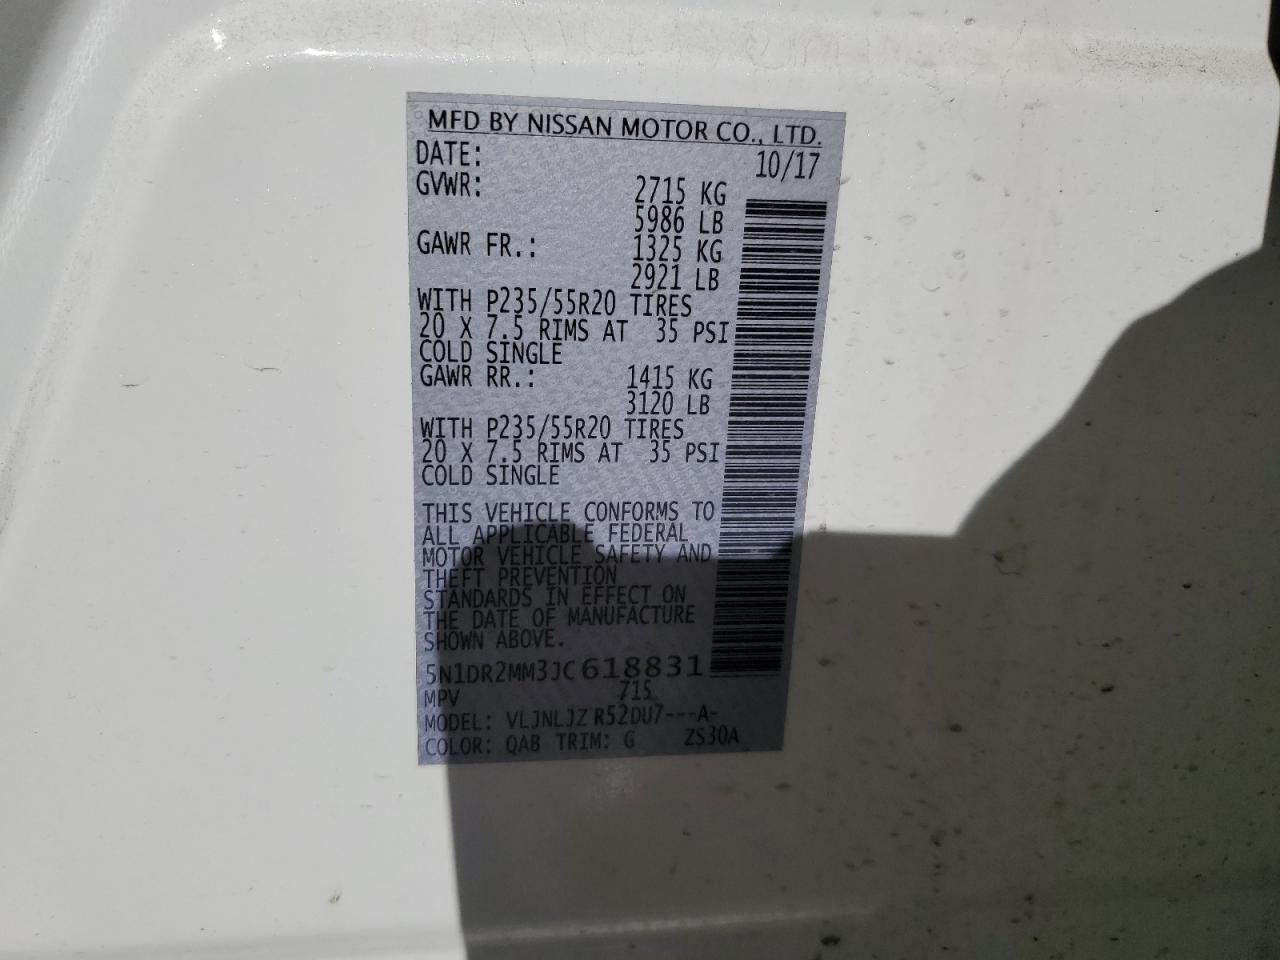 MFD BY NISSAN MOTOR CO., LTD.
DATE: 10/17
GVWR: 2715 KG
5986 LB
GAWR FR.: 1325 KG
2921 LB
WITH P235/55R20 TIRES
20 X 7.5 RIMS AT 35 PSI
COLD SINGLE
GAWR RR.: 1415 KG
3120 LB
WITH P235/55R20 TIRES
20 X 7.5 RIMS AT 35 PSI
COLD SINGLE
THIS VEHICLE CONFORMS TO
ALL APPLICABLE FEDERAL
MOTOR VEHICLE SAFETY AND
THEFT PREVENTION
STANDARDS IN EFFECT ON
THE DATE OF MANUFACTURE
SHOWN ABOVE.
5N1DR2MM3JC618831
MPV 715
MODEL: VLJNLJZ R52DU7---A-
COLOR: QAB TRIM: G ZS30A